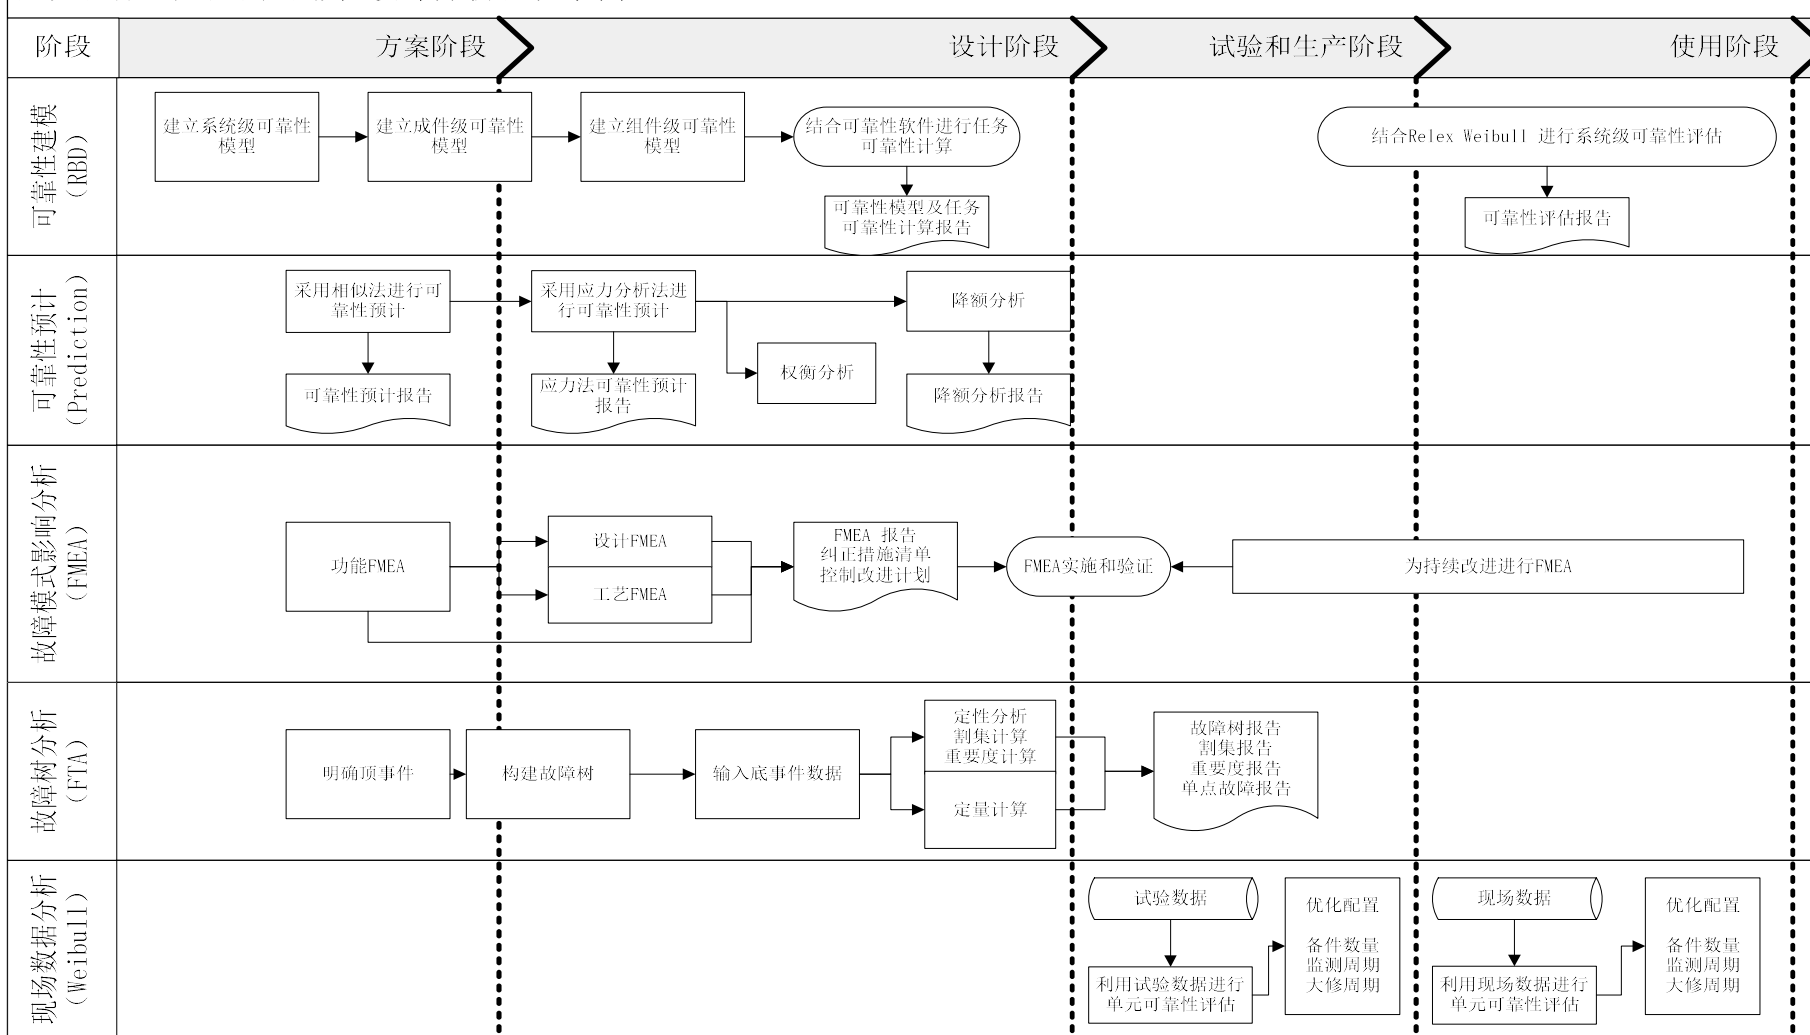 阶段
方案阶段
设计阶段
试验和生产阶段
使用阶段
可靠性建模
（RBD）
建立系统级可靠性
模型
建立成件级可靠性
模型
建立组件级可靠性
模型
结合可靠性软件进行任务
可靠性计算
可靠性模型及任务
可靠性计算报告
结合Relex Weibull 进行系统级可靠性评估
可靠性评估报告
可靠性预计
（Prediction）
采用相似法进行可
靠性预计
可靠性预计报告
采用应力分析法进
行可靠性预计
应力法可靠性预计
报告
权衡分析
降额分析
降额分析报告
故障模式影响分析
（FMEA）
功能FMEA
设计FMEA
工艺FMEA
FMEA 报告
纠正措施清单
控制改进计划
FMEA实施和验证
为持续改进进行FMEA
故障树分析
（FTA）
明确顶事件
构建故障树
输入底事件数据
定性分析
割集计算
重要度计算
定量计算
故障树报告
割集报告
重要度报告
单点故障报告
现场数据分析
（Weibull）
试验数据
利用试验数据进行
单元可靠性评估
优化配置
备件数量
监测周期
大修周期
现场数据
利用现场数据进行
单元可靠性评估
优化配置
备件数量
监测周期
大修周期